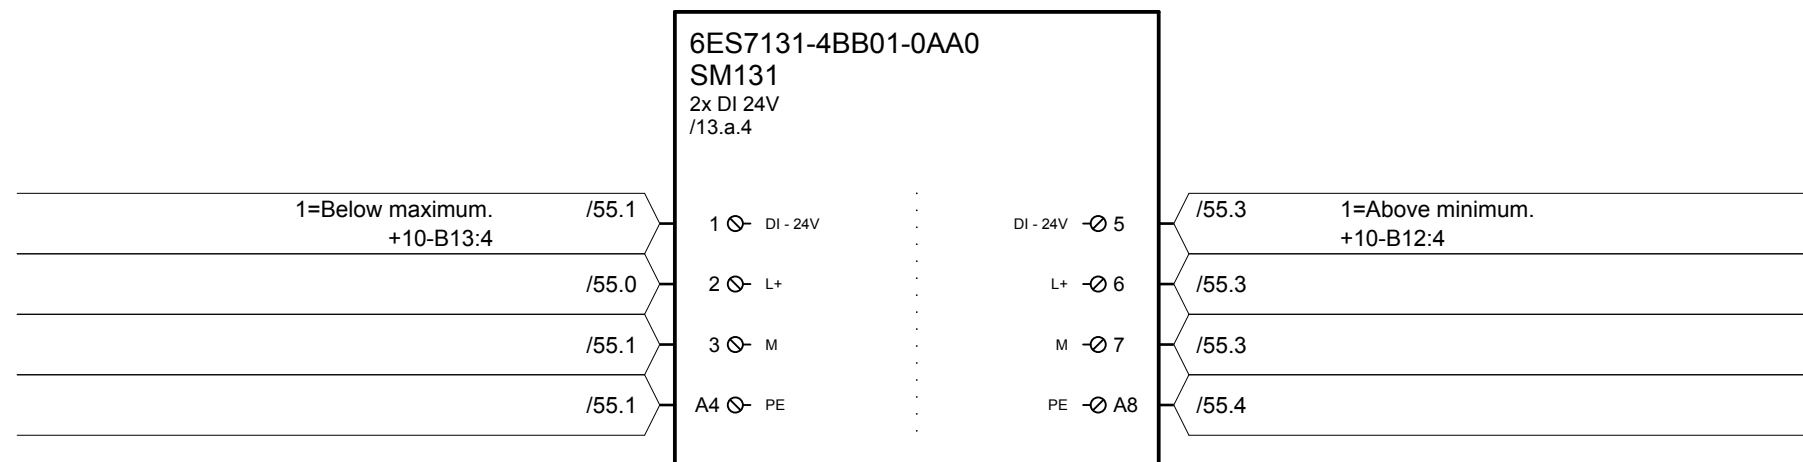 6ES7131-4BB01-0AA0
SM131
2x DI 24V
/13.a.4
1=Below maximum. /55.1
+10-B13:4
1 DI - 24V
DI - 24V 5
/55.3 1=Above minimum.
+10-B12:4
/55.0 2 L+ L+ 6 /55.3
/55.1 3 M M 7 /55.3
/55.1 A4 PE PE A8 /55.4